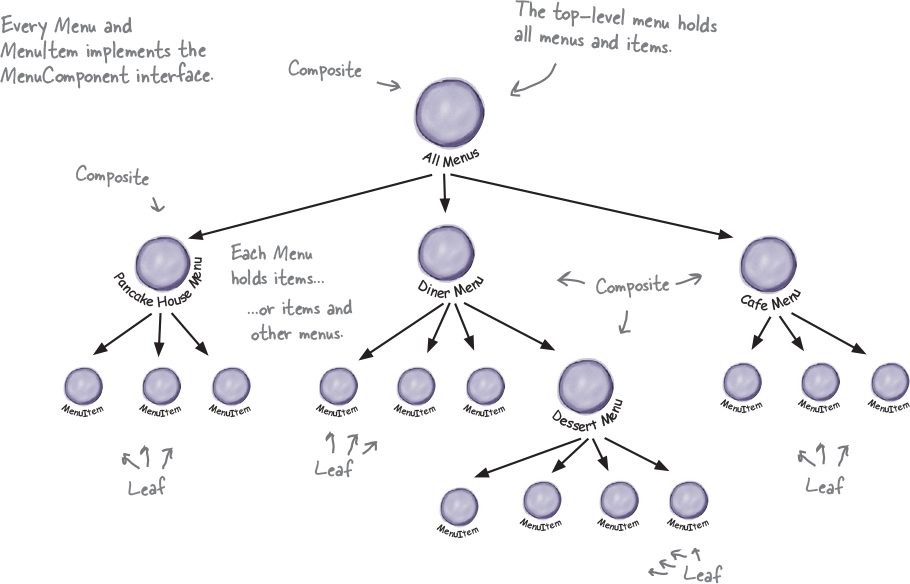 Every Menu and
MenuItem implements the
MenuComponent interface.
The top-level menu holds
all menus and items.
Composite
All Menus
Composite
Pancake House Menu
Each Menu
holds items...
...or items and
other menus.
Diner Menu
Composite
Cafe Menu
MenuItem
MenuItem
MenuItem
MenuItem
MenuItem
MenuItem
Dessert Menu
MenuItem
MenuItem
MenuItem
Leaf
Leaf
Leaf
MenuItem
MenuItem
MenuItem
MenuItem
Leaf